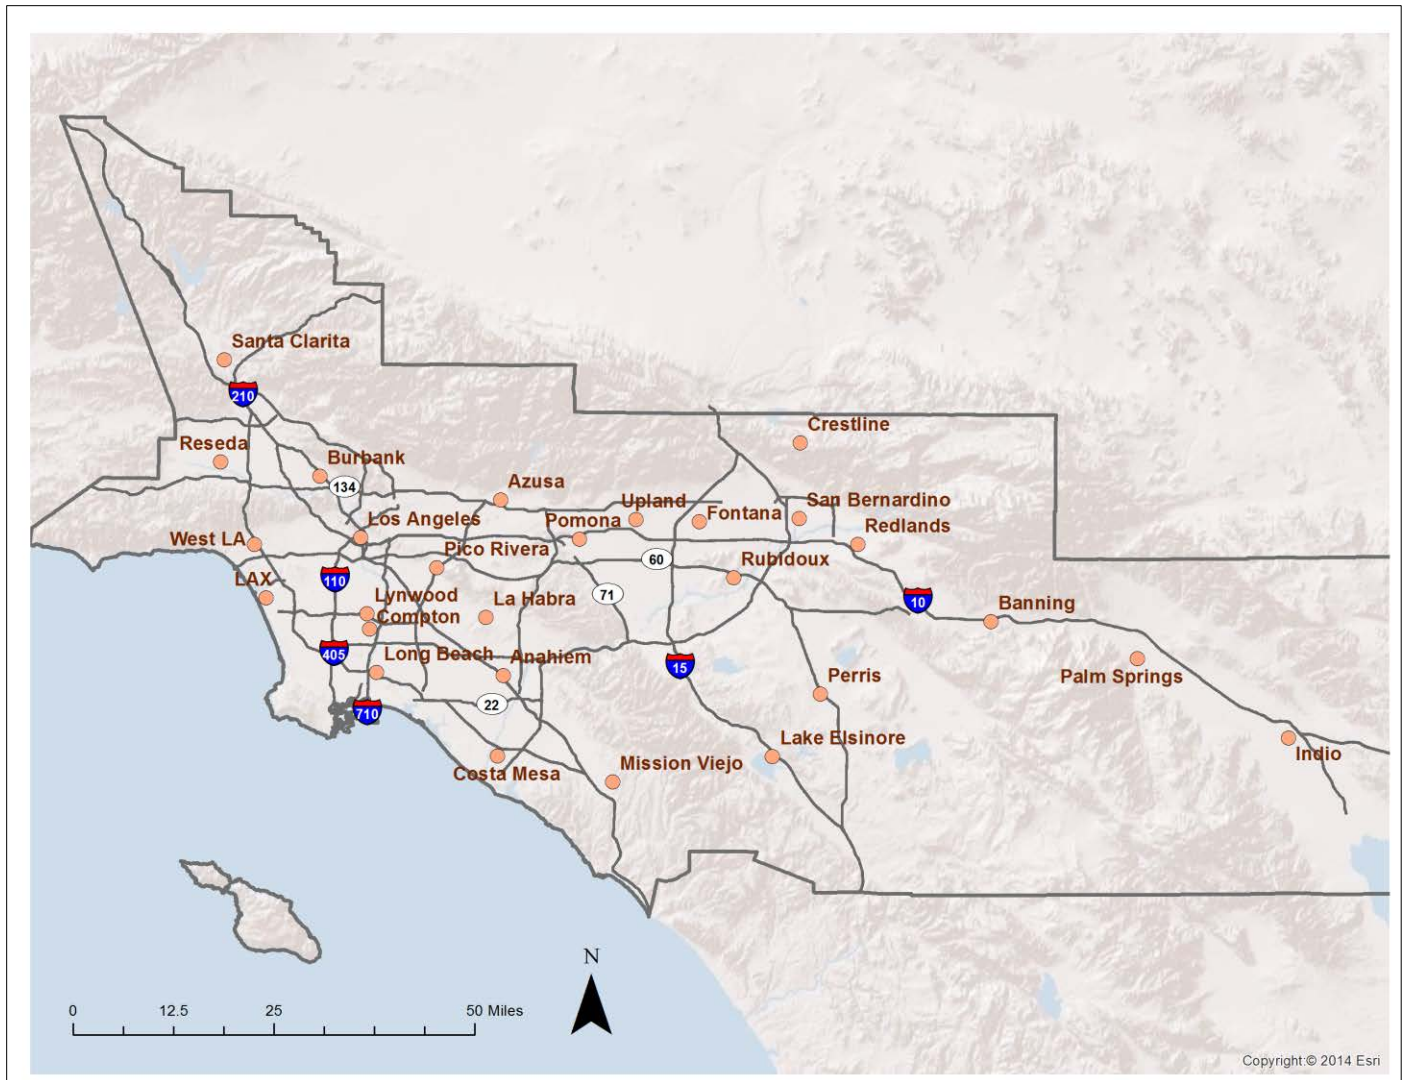 Santa Clarita
210
Crestline
Reseda
Burbank
134
Azusa
Upland
San Bernardino
Fontana
Los Angeles
Pomona
Redlands
West LA
Pico Rivera
60
Rubidoux
LAX
110
Lynwood
La Habra
71
10
Banning
Compton
405
Long Beach
Anahiem
15
Palm Springs
Perris
22
710
Lake Elsinore
Indio
Mission Viejo
Costa Mesa
N
0 12.5 25 50 Miles
Copyright:© 2014 Esri